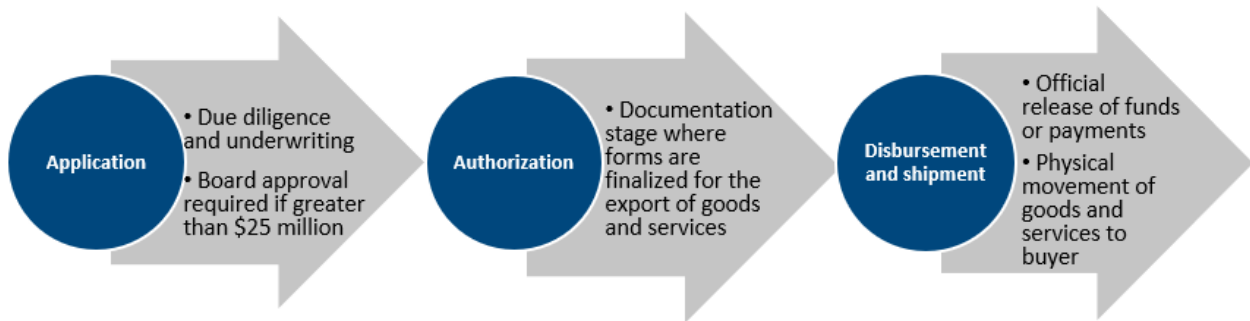 Application
• Due diligence
and underwriting
• Board approval
required if greater
than $25 million
Authorization
• Documentation
stage where
forms are
finalized for the
export of goods
and services
Disbursement
and shipment
• Official
release of funds
or payments
• Physical
movement of
goods and
services to
buyer